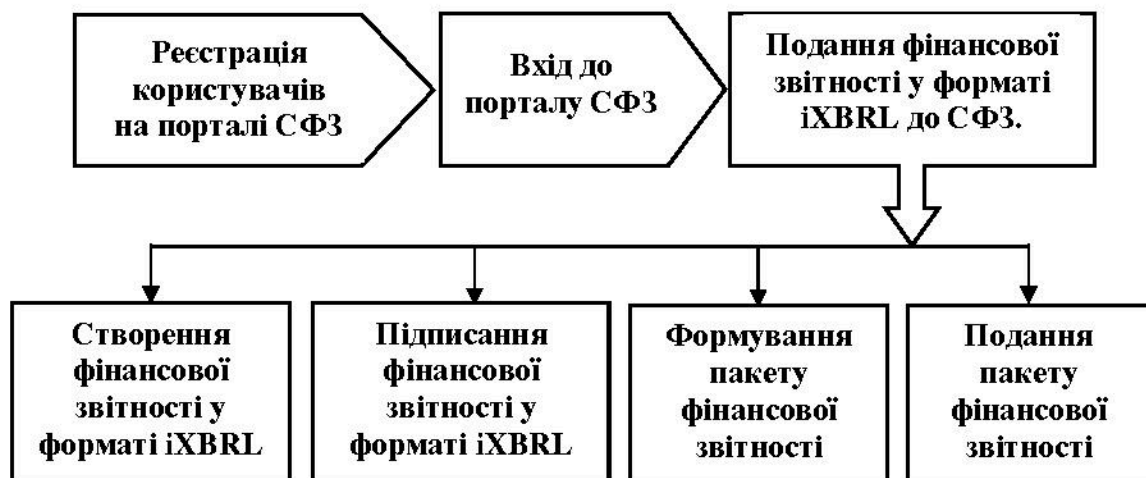 Реєстрація
користувачів
на порталі СФЗ
Вхід до
порталу СФЗ
Подання фінансової
звітності у форматі
iXBRL до СФЗ.
Створення
фінансової
звітності у
форматі iXBRL
Підписання
фінансової
звітності у
форматі iXBRL
Формування
пакету
фінансової
звітності
Подання
пакету
фінансової
звітності